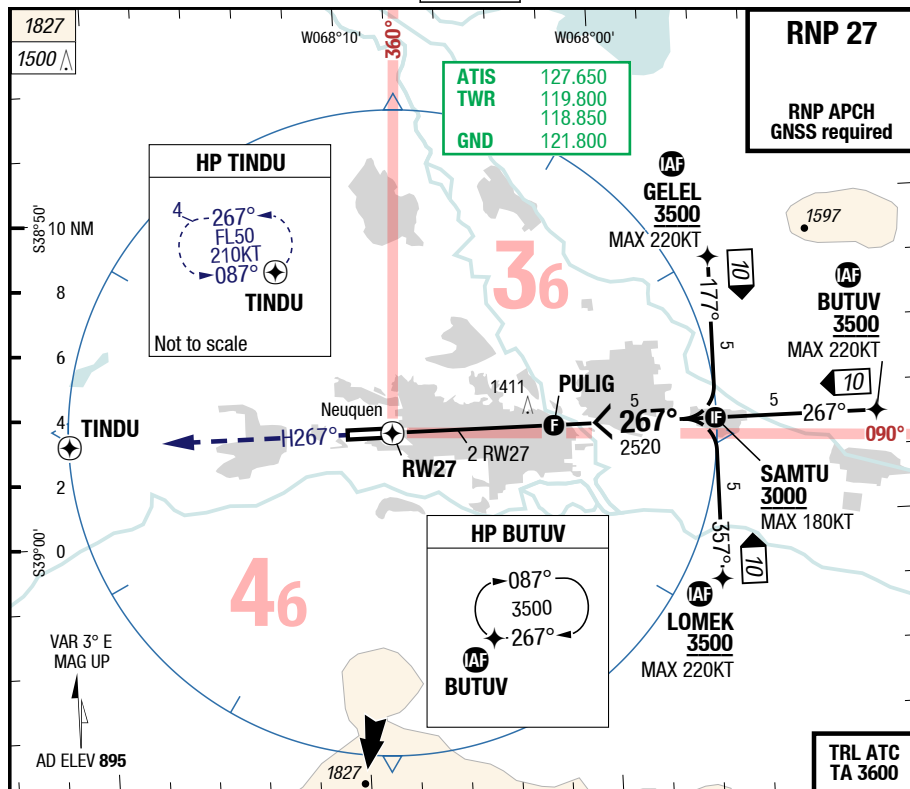 1827
1500
W068°10'
W068°00'
360°
RNP 27
RNP APCH
GNSS required
ATIS 127.650
TWR 119.800
118.850
GND 121.800
HP TINDU
4
267°
FL50
210KT
087°
TINDU
Not to scale
S38°50'
10 NM
8
6
4
2
0
S39°00'
IAF
GELEL
3500
MAX 220KT
10
177°
5
1597
IAF
BUTUV
3500
MAX 220KT
10
36
1411
PULIG
F
5
267°
2520
IF
5
267°
090°
Neuquen
TINDU
H267°
RW27
2 RW27
SAMTU
3000
MAX 180KT
5
357°
10
IAF
LOMEK
3500
MAX 220KT
HP BUTUV
087°
3500
267°
IAF
BUTUV
46
VAR 3° E
MAG UP
AD ELEV 895
1827
TRL ATC
TA 3600